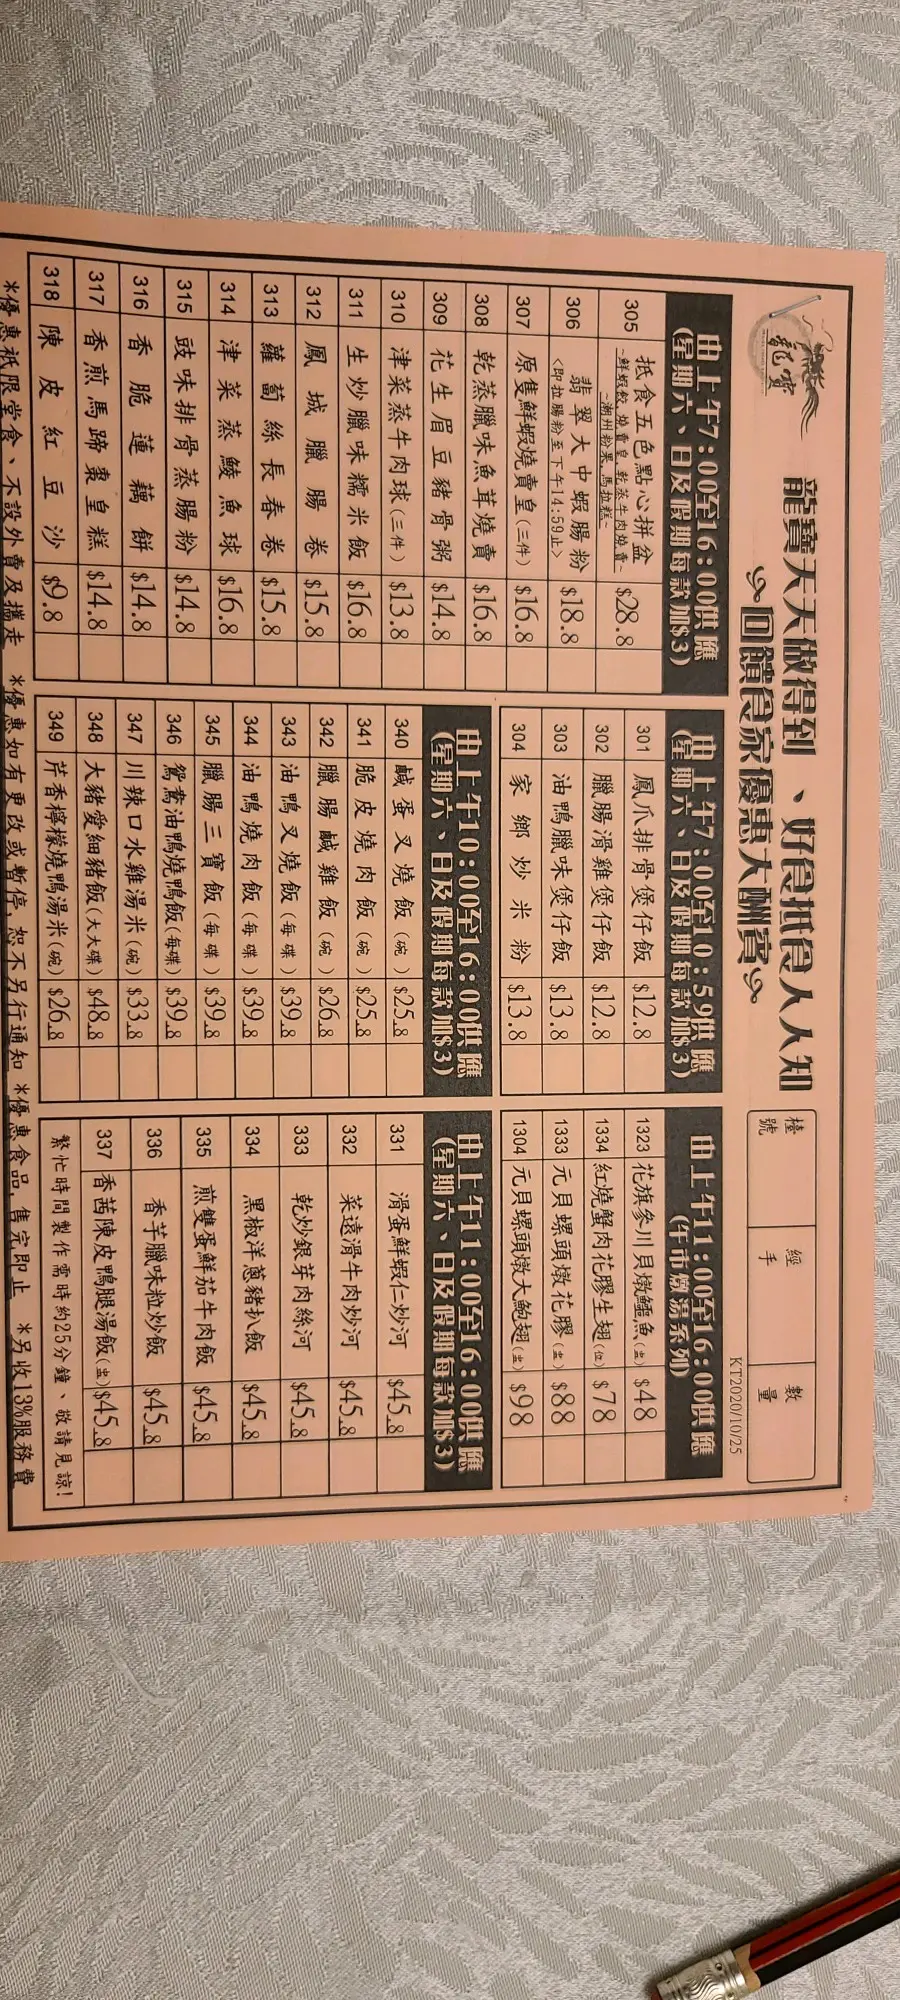 龍寶
龍寶天天做得到、好食抵食人人知
回饋食家優惠大酬賓
檯號
經手
數量
KT2020/10/25
由上午7:00至16:00供應
(星期六、日及假期每款加$3)
305 抵食五色點心拼盆 $28.8
~鮮蝦餃,燒賣皇,乾蒸牛肉燒賣~
~潮州粉果,馬拉糕~
306 翡翠大中蝦腸粉 $18.8
<即拉腸粉至下午14:59止>
307 原隻鮮蝦燒賣皇(三件) $16.8
308 乾蒸臘味魚茸燒賣 $16.8
309 花生眉豆豬骨粥 $14.8
310 津菜蒸牛肉球(三件) $13.8
311 生炒臘味糯米飯 $16.8
312 鳳城臘腸卷 $15.8
313 蘿蔔絲長春卷 $15.8
314 津菜蒸鯪魚球 $16.8
315 豉味排骨蒸腸粉 $14.8
316 香脆蓮藕餅 $14.8
317 香煎馬蹄棗皇糕 $14.8
318 陳皮紅豆沙 $9.8
由上午7:00至10:59供應
(星期六、日及假期每款加$3)
301 鳳爪排骨煲仔飯 $12.8
302 臘腸滑雞煲仔飯 $12.8
303 油鴨臘味煲仔飯 $13.8
304 家鄉炒米粉 $13.8
由上午10:00至16:00供應
(星期六、日及假期每款加$3)
340 鹹蛋叉燒飯(碗) $25.8
341 脆皮燒肉飯(碗) $25.8
342 臘腸鹹雞飯(碗) $26.8
343 油鴨叉燒飯(每碟) $39.8
344 油鴨燒肉飯(每碟) $39.8
345 臘腸三寶飯(每碟) $39.8
346 鴛鴦油鴨燒鴨飯(每碟) $39.8
347 川辣口水雞湯米(碗) $33.8
348 大豬愛細豬飯(大大碟) $48.8
349 芹香檸檬燒鴨湯米(碗) $26.8
由上午11:00至16:00供應
(午市燉湯系列)
1323 花旗參川貝燉鱷魚(盅) $48
1334 紅燒蟹肉花膠生翅(位) $78
1333 元貝螺頭燉花膠(盅) $88
1304 元貝螺頭燉大鮑翅(盅) $98
由上午11:00至16:00供應
(星期六、日及假期每款加$3)
331 滑蛋鮮蝦仁炒河 $45.8
332 菜遠滑牛肉炒河 $45.8
333 乾炒銀芽肉絲河 $45.8
334 黑椒洋蔥豬扒飯 $45.8
335 煎雙蛋鮮茄牛肉飯 $45.8
336 香芋臘味粒炒飯 $45.8
337 香茜陳皮鴨腿湯飯(盅) $45.8
繁忙時間製作需時約25分鐘、敬請見諒!
*優惠祇限堂食、不設外賣及攜走 *優惠如有更改或暫停,恕不另行通知 *優惠食品,售完即止 *另收13%服務費